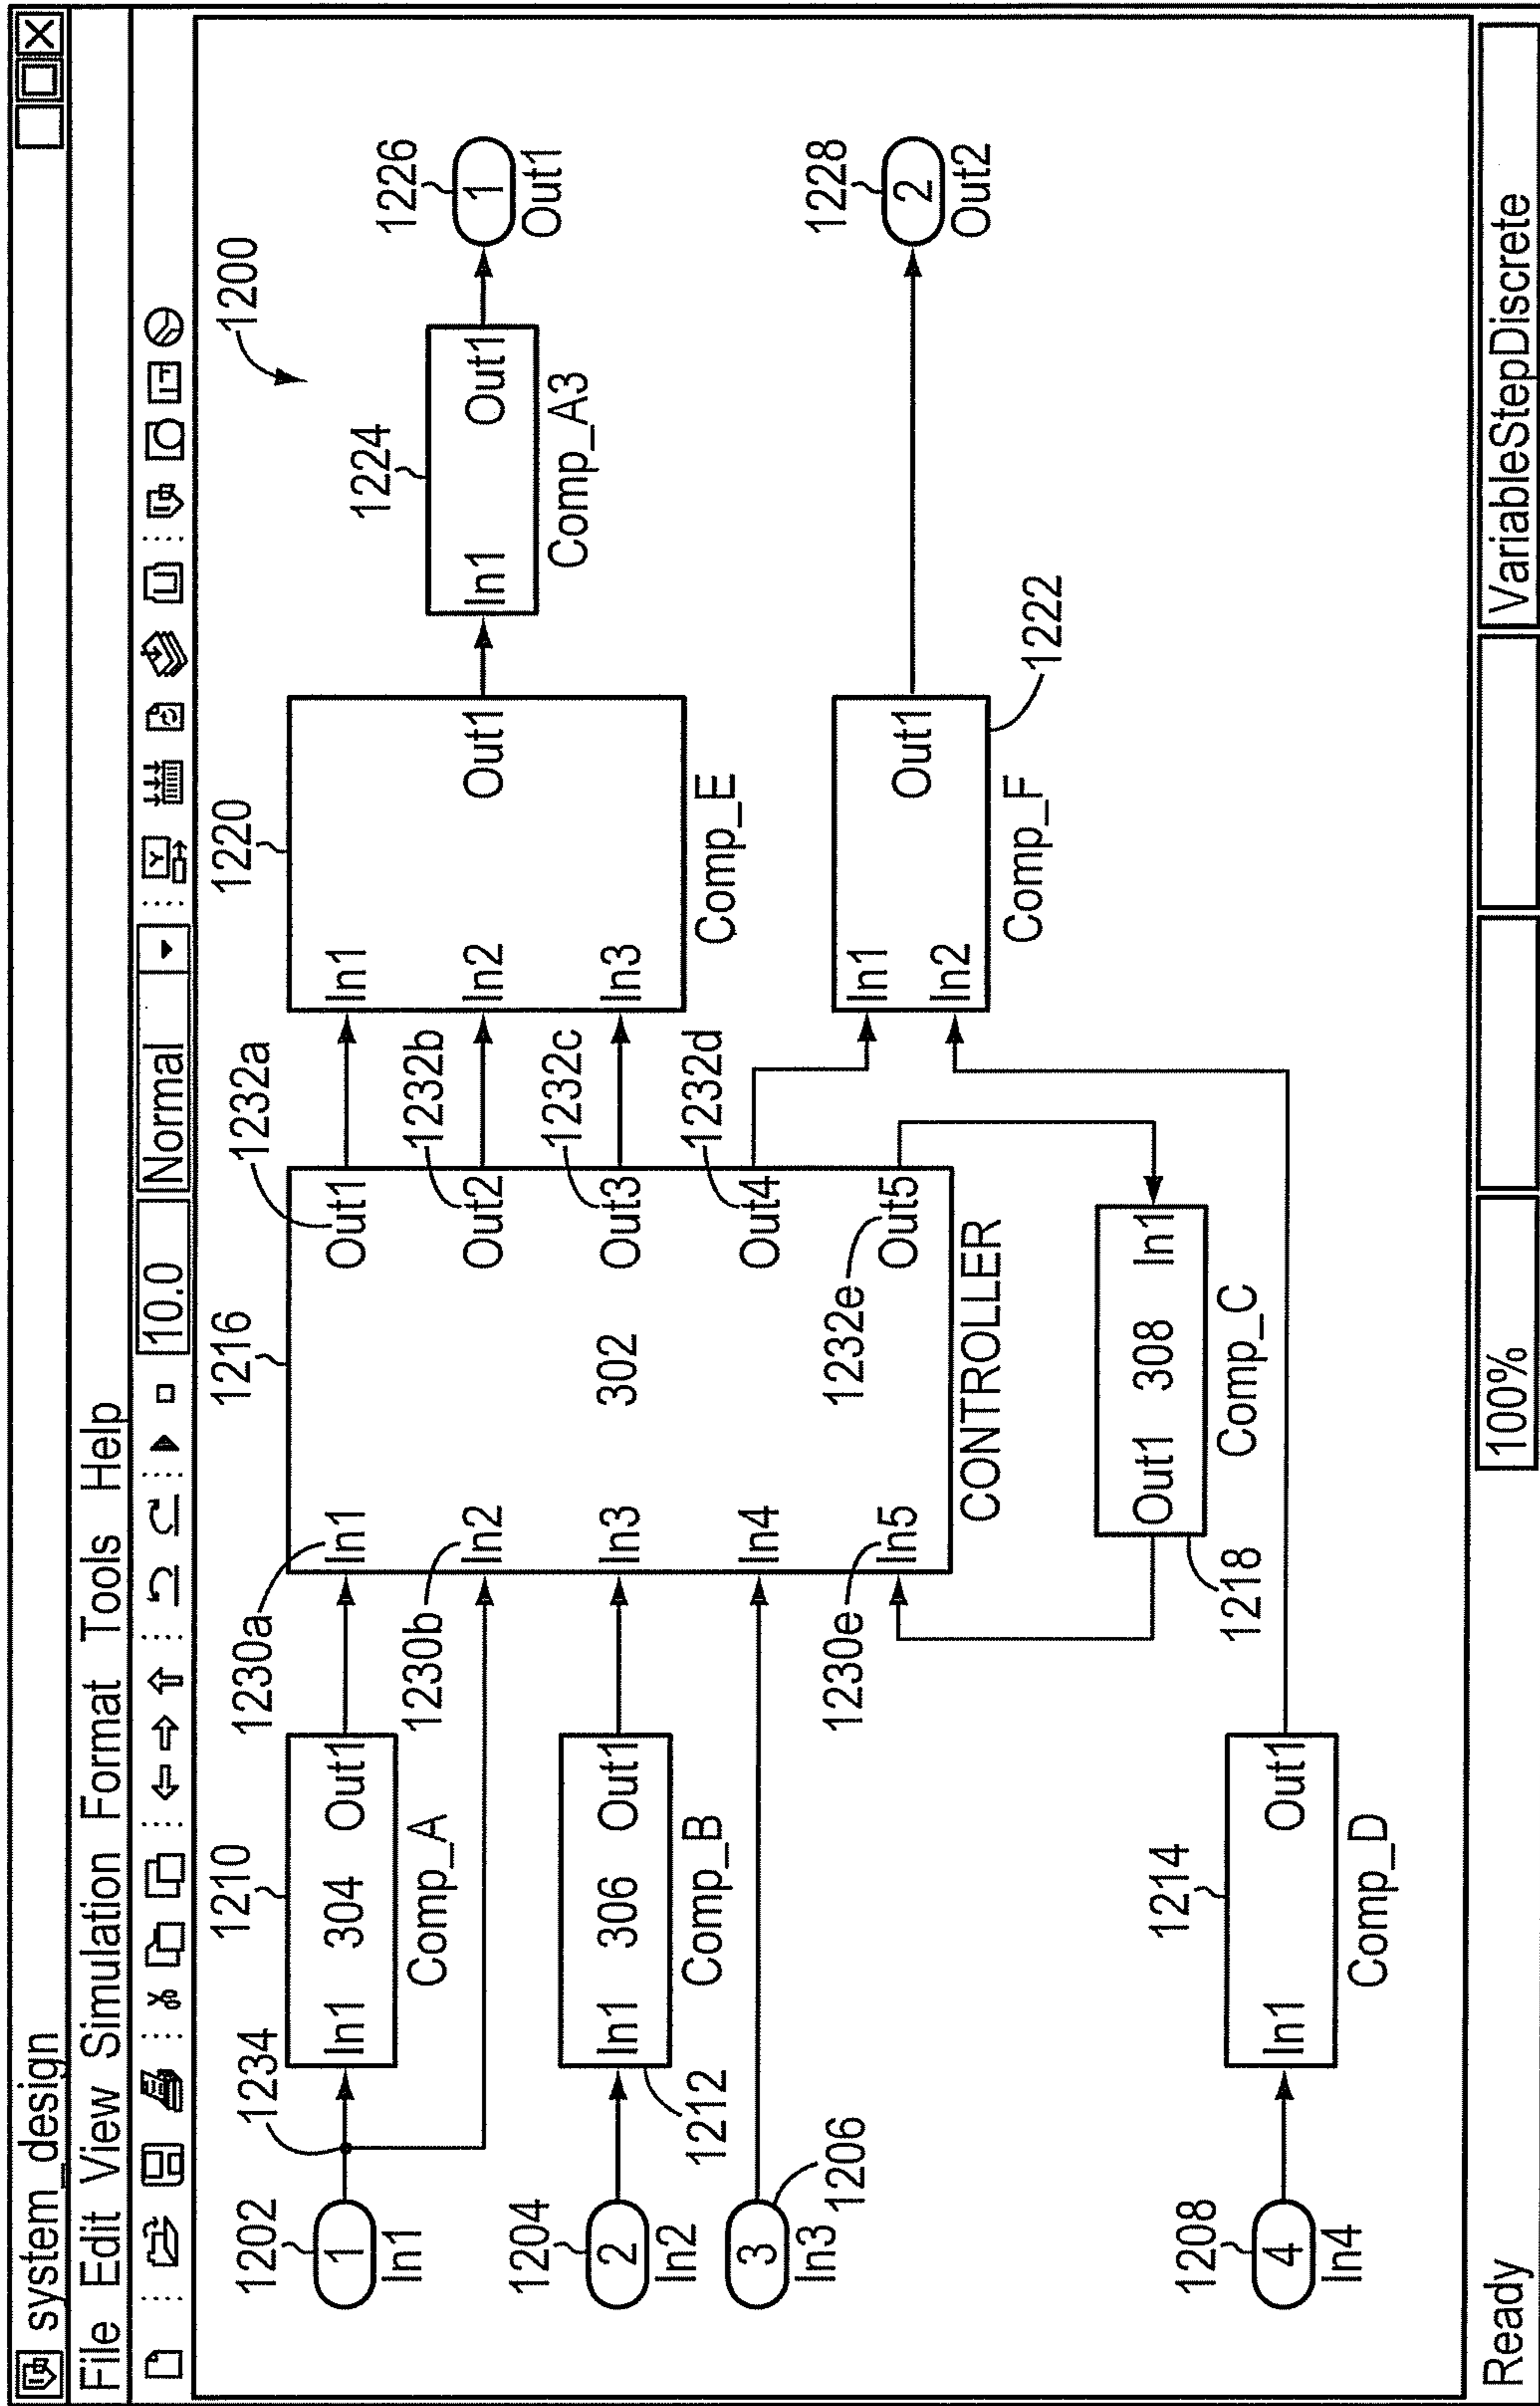 system_design
File Edit View Simulation Format Tools Help
10.0 Normal
1200
1202
1
In1
1234
1210
In1 304 Out1
Comp_A
1204
2
In2
1212
In1 306 Out1
Comp_B
3
In3
1206
1208
4
In4
1214
In1 Out1
Comp_D
1216
1230a
In1 Out1
1232a
1230b
In2 Out2
1232b
In3 302 Out3
1232c
In4 Out4
1232d
1230e
In5 Out5
1232e
CONTROLLER
Out1 308 In1
1218
Comp_C
1220
In1
In2 Out1
In3
Comp_E
In1 Out1
In2
Comp_F
1222
1224
In1 Out1
Comp_A3
1226
1
Out1
1228
2
Out2
Ready 100% VariableStepDiscrete